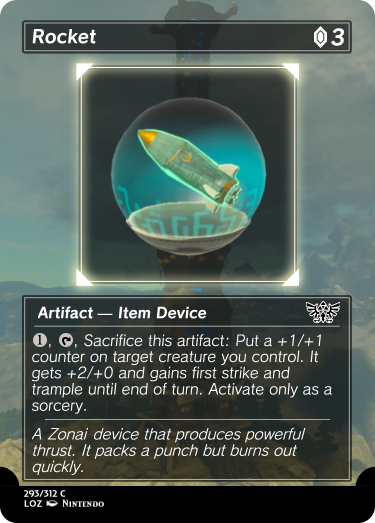 Rocket 3
Artifact — Item Device
1, , Sacrifice this artifact: Put a +1/+1
counter on target creature you control. It
gets +2/+0 and gains first strike and
trample until end of turn. Activate only as a
sorcery.
A Zonai device that produces powerful
thrust. It packs a punch but burns out
quickly.
293/312 C
LOZ Nintendo